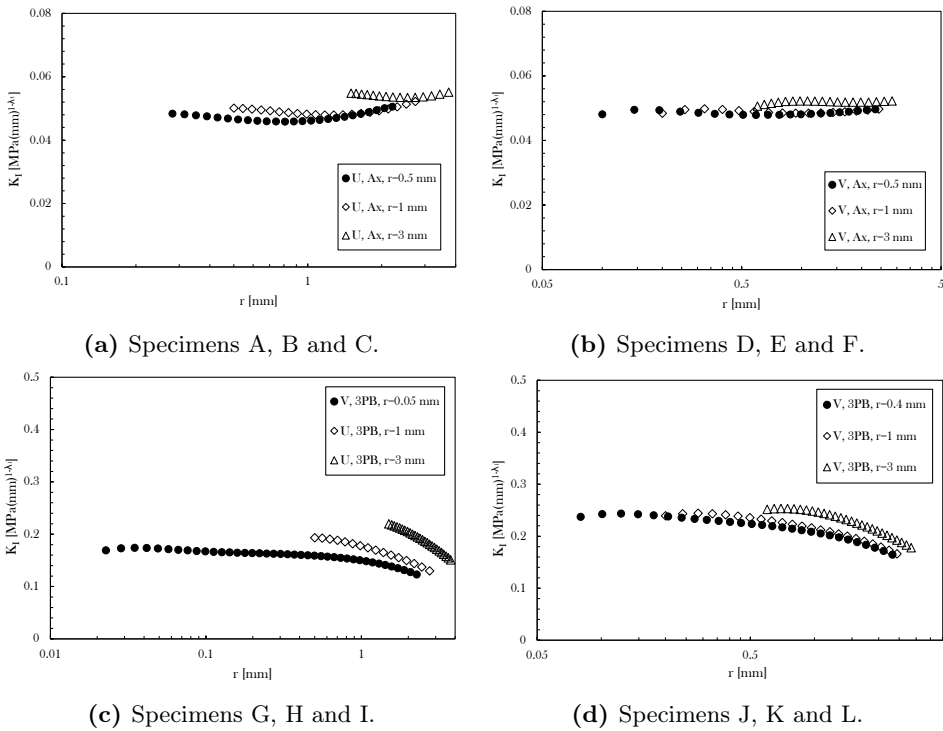 0.08
0.06
0.04
0.02
0
K_I [MPa(mm)^{1-λ_1}]
● U, Ax, r=0.5 mm
◇ U, Ax, r=1 mm
△ U, Ax, r=3 mm
0.1 1
r [mm]
(a) Specimens A, B and C.
0.08
0.06
0.04
0.02
0
K_I [MPa(mm)^{1-λ_1}]
● V, Ax, r=0.5 mm
◇ V, Ax, r=1 mm
△ V, Ax, r=3 mm
0.05 0.5 5
r [mm]
(b) Specimens D, E and F.
0.5
0.4
0.3
0.2
0.1
0
K_I [MPa(mm)^{1-λ_1}]
● V, 3PB, r=0.05 mm
◇ U, 3PB, r=1 mm
△ U, 3PB, r=3 mm
0.01 0.1 1
r [mm]
(c) Specimens G, H and I.
0.5
0.4
0.3
0.2
0.1
0
K_I [MPa(mm)^{1-λ_1}]
● V, 3PB, r=0.4 mm
◇ V, 3PB, r=1 mm
△ V, 3PB, r=3 mm
0.05 0.5
r [mm]
(d) Specimens J, K and L.